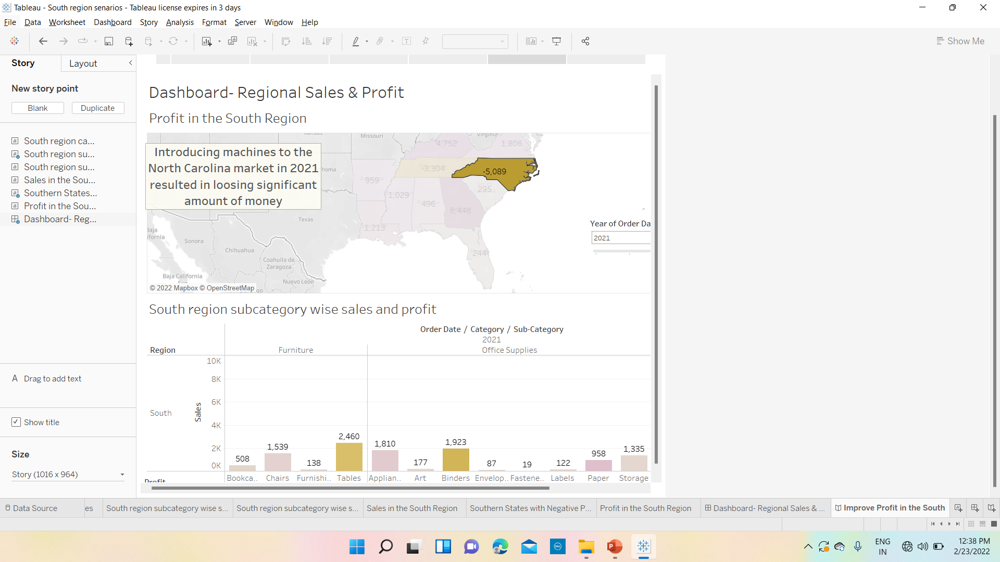 Tableau - South region senarios - Tableau license expires in 3 days
File Data Worksheet Dashboard Story Analysis Format Server Window Help
Show Me
Story Layout
New story point
Blank Duplicate
South region ca...
South region su...
South region su...
Sales in the Sou...
Southern States...
Profit in the Sou...
Dashboard- Reg...
A Drag to add text
Show title
Size
Story (1016 x 964)
Dashboard- Regional Sales & Profit
Profit in the South Region
Introducing machines to the
North Carolina market in 2021
resulted in loosing significant
amount of money
Kansas
Missouri
Virginia
4,752
1,806
homa
-3,304
-5,089
959
295
1,029
496
6,448
Texas
1,213
Baja
ifornia
Sonora
Chihuahua
244
Coahuila de
Zaragoza
Baja California
Sur
Nuevo León
© 2022 Mapbox © OpenStreetMap
go
Year of Order Da
2021
South region subcategory wise sales and profit
Order Date / Category / Sub-Category
2021
Region Furniture Office Supplies
10K
8K
6K
4K
2K
0K
South
Sales
508 1,539 138 2,460 1,810 177 1,923 87 19 122 958 1,335
Bookca.. Chairs Furnishi.. Tables Applian.. Art Binders Envelop.. Fastene.. Labels Paper Storage
Profit
Data Source es South region subcategory wise s... South region subcategory wise s... Sales in the South Region Southern States with Negative P... Profit in the South Region Dashboard- Regional Sales & ... Improve Profit in the South
DELL
P
ENG
IN
12:38 PM
2/23/2022